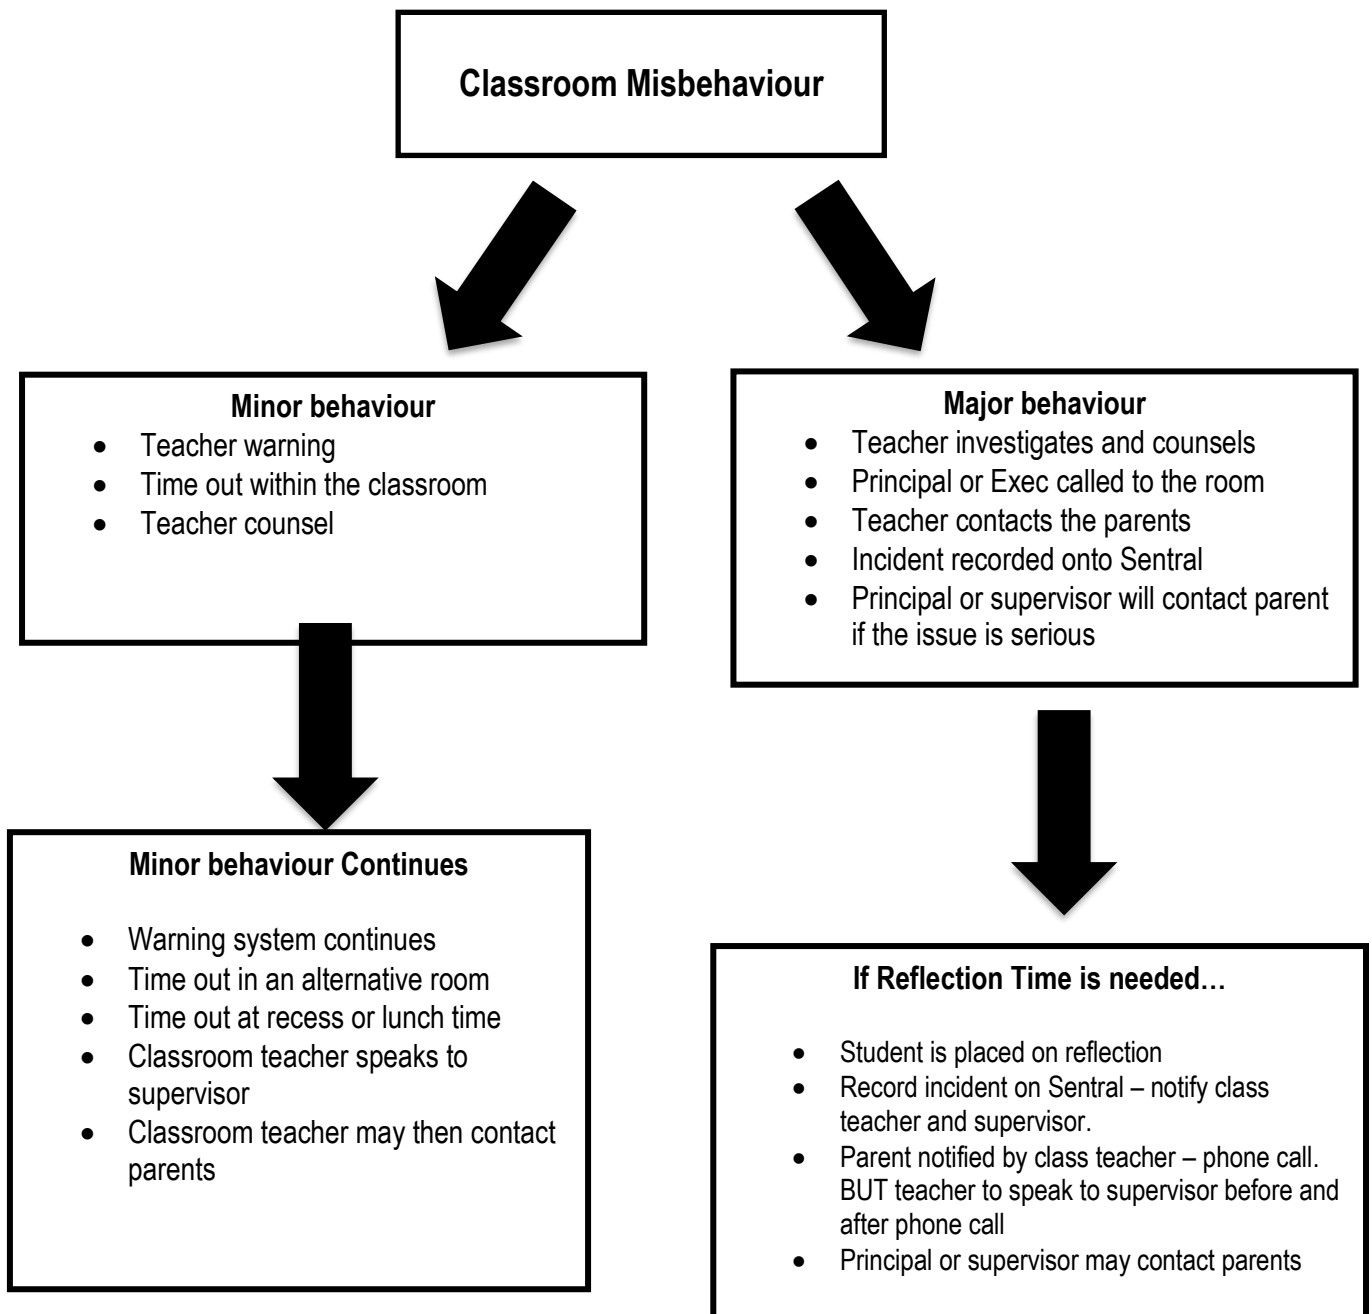 Classroom Misbehaviour
Minor behaviour
• Teacher warning
• Time out within the classroom
• Teacher counsel
Major behaviour
• Teacher investigates and counsels
• Principal or Exec called to the room
• Teacher contacts the parents
• Incident recorded onto Sentral
• Principal or supervisor will contact parent
if the issue is serious
Minor behaviour Continues
• Warning system continues
• Time out in an alternative room
• Time out at recess or lunch time
• Classroom teacher speaks to
supervisor
• Classroom teacher may then contact
parents
If Reflection Time is needed…
• Student is placed on reflection
• Record incident on Sentral – notify class
teacher and supervisor.
• Parent notified by class teacher – phone call.
BUT teacher to speak to supervisor before and
after phone call
• Principal or supervisor may contact parents